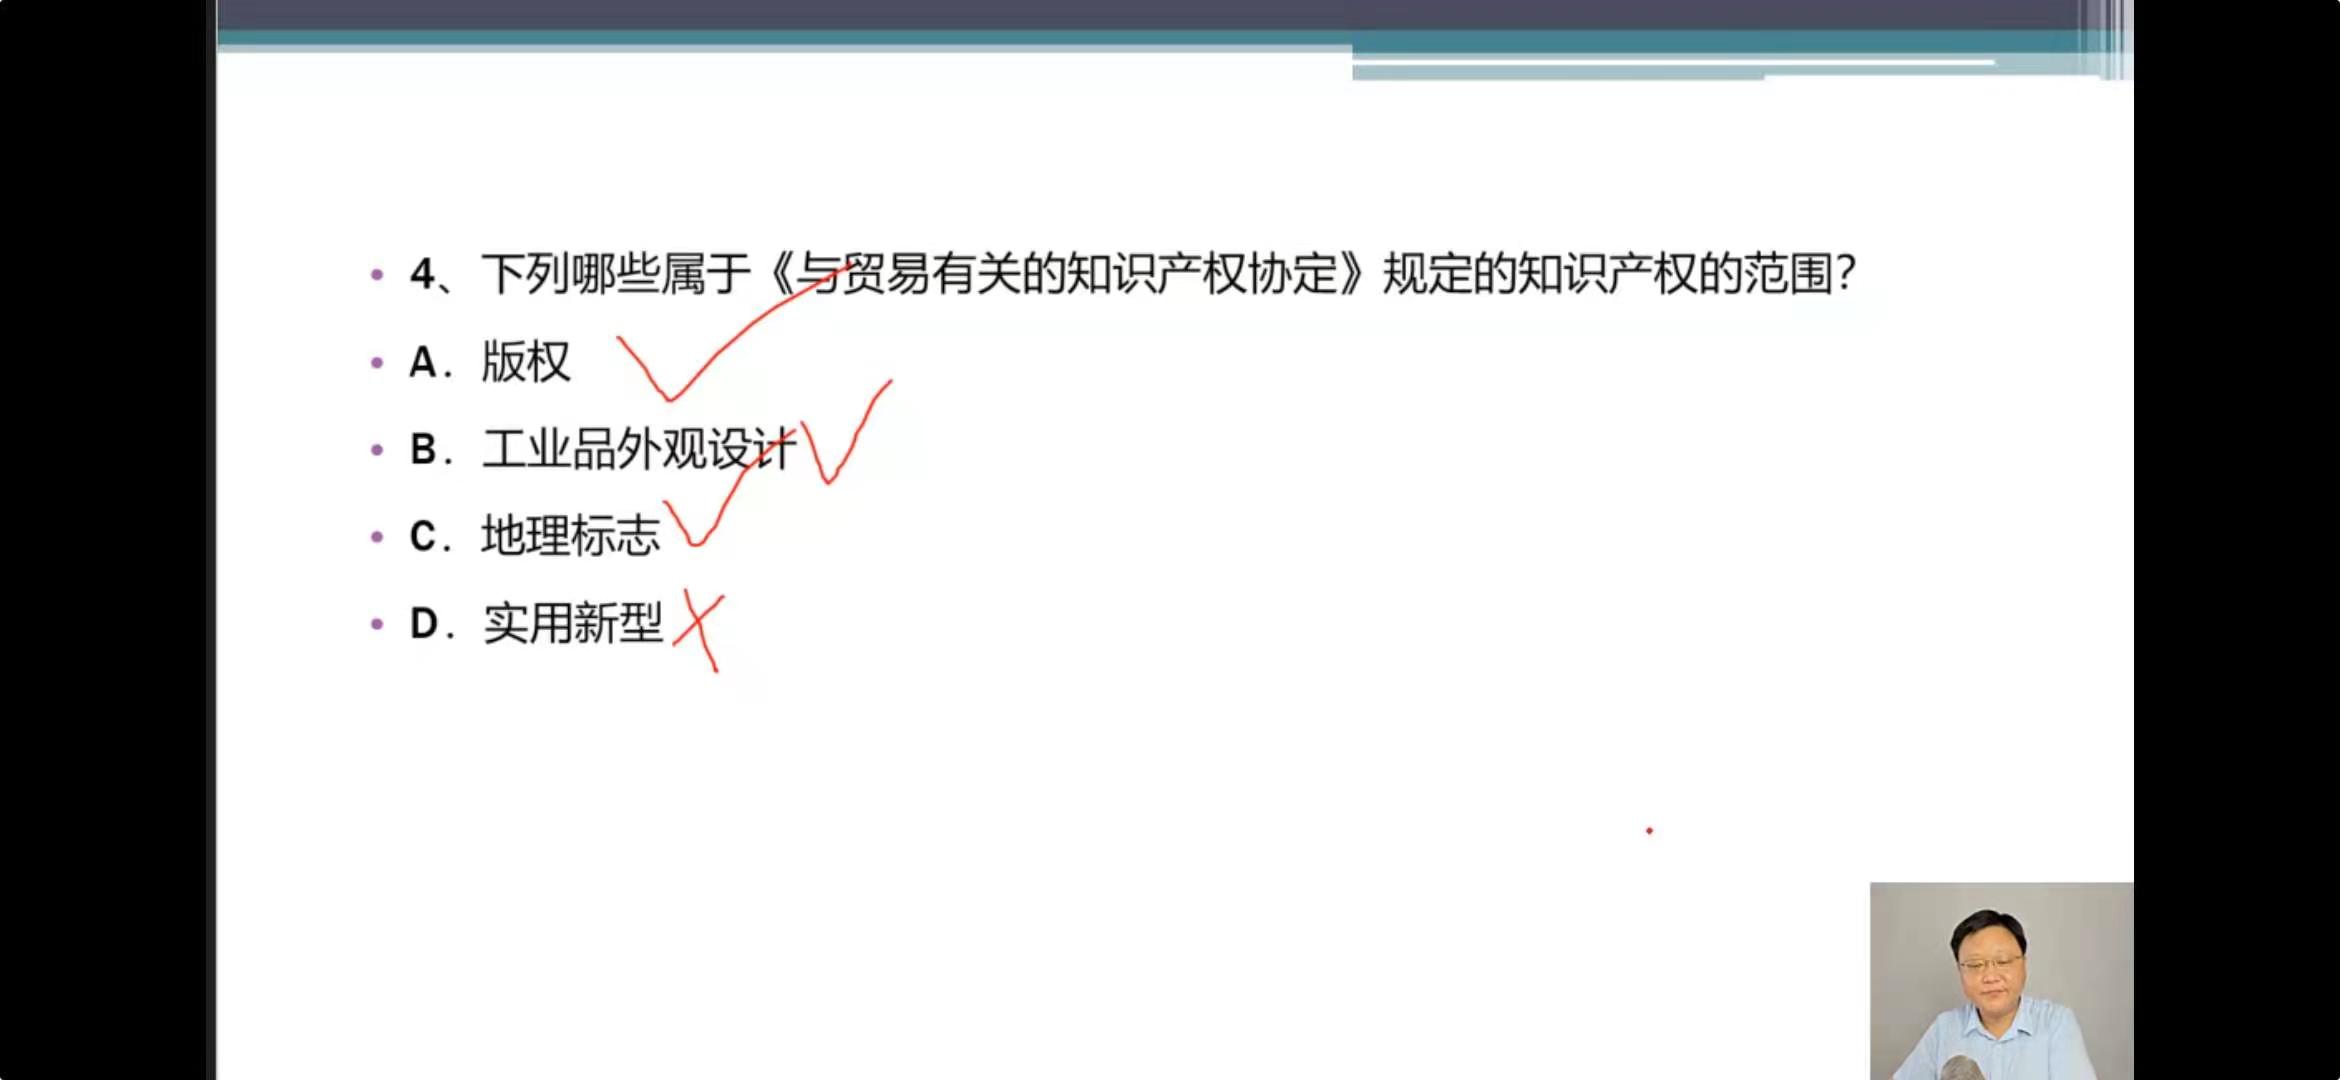 4、下列哪些属于《与贸易有关的知识产权协定》规定的知识产权的范围？
A．版权
B．工业品外观设计
C．地理标志
D．实用新型